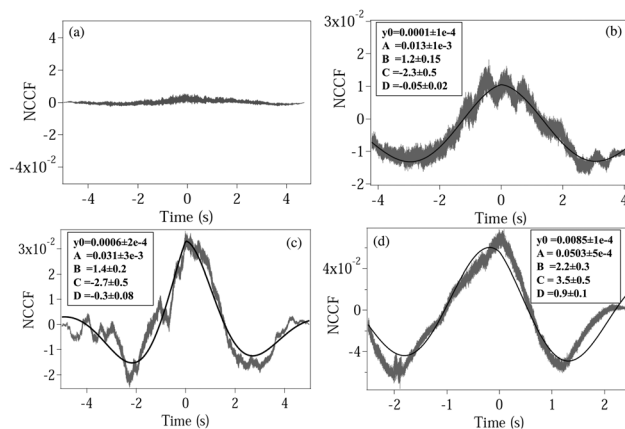 (a)
4
2
0
-2
-4x10-2
NCCF
-4 -2 0 2 4
Time (s)
3x10-2
(b)
y0=0.0001±1e-4
A =0.013±1e-3
B =1.2±0.15
C =-2.3±0.5
D =-0.05±0.02
2
1
0
-1
-2
NCCF
-4 -2 0 2 4
Time (s)
(c)
y0=0.0006±2e-4
A =0.031±3e-3
B =1.4±0.2
C =-2.7±0.5
D =-0.3±0.08
3x10-2
2
1
0
-1
-2
NCCF
-4 -2 0 2 4
Time (s)
(d)
y0 =0.0085±1e-4
A =0.0503±5e-4
B =2.2±0.3
C =3.5±0.5
D =0.9±0.1
4x10-2
0
-4
NCCF
-2 -1 0 1 2
Time (s)